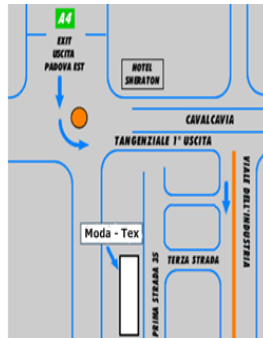 A4
EXIT
USCITA
PADOVA EST
HOTEL
SHERATON
CAVALCAVIA
TANGENZIALE 1° USCITA
VIALE DELL'INDUSTRIA
Moda - Tex
PRIMA STRADA 35
TERZA STRADA